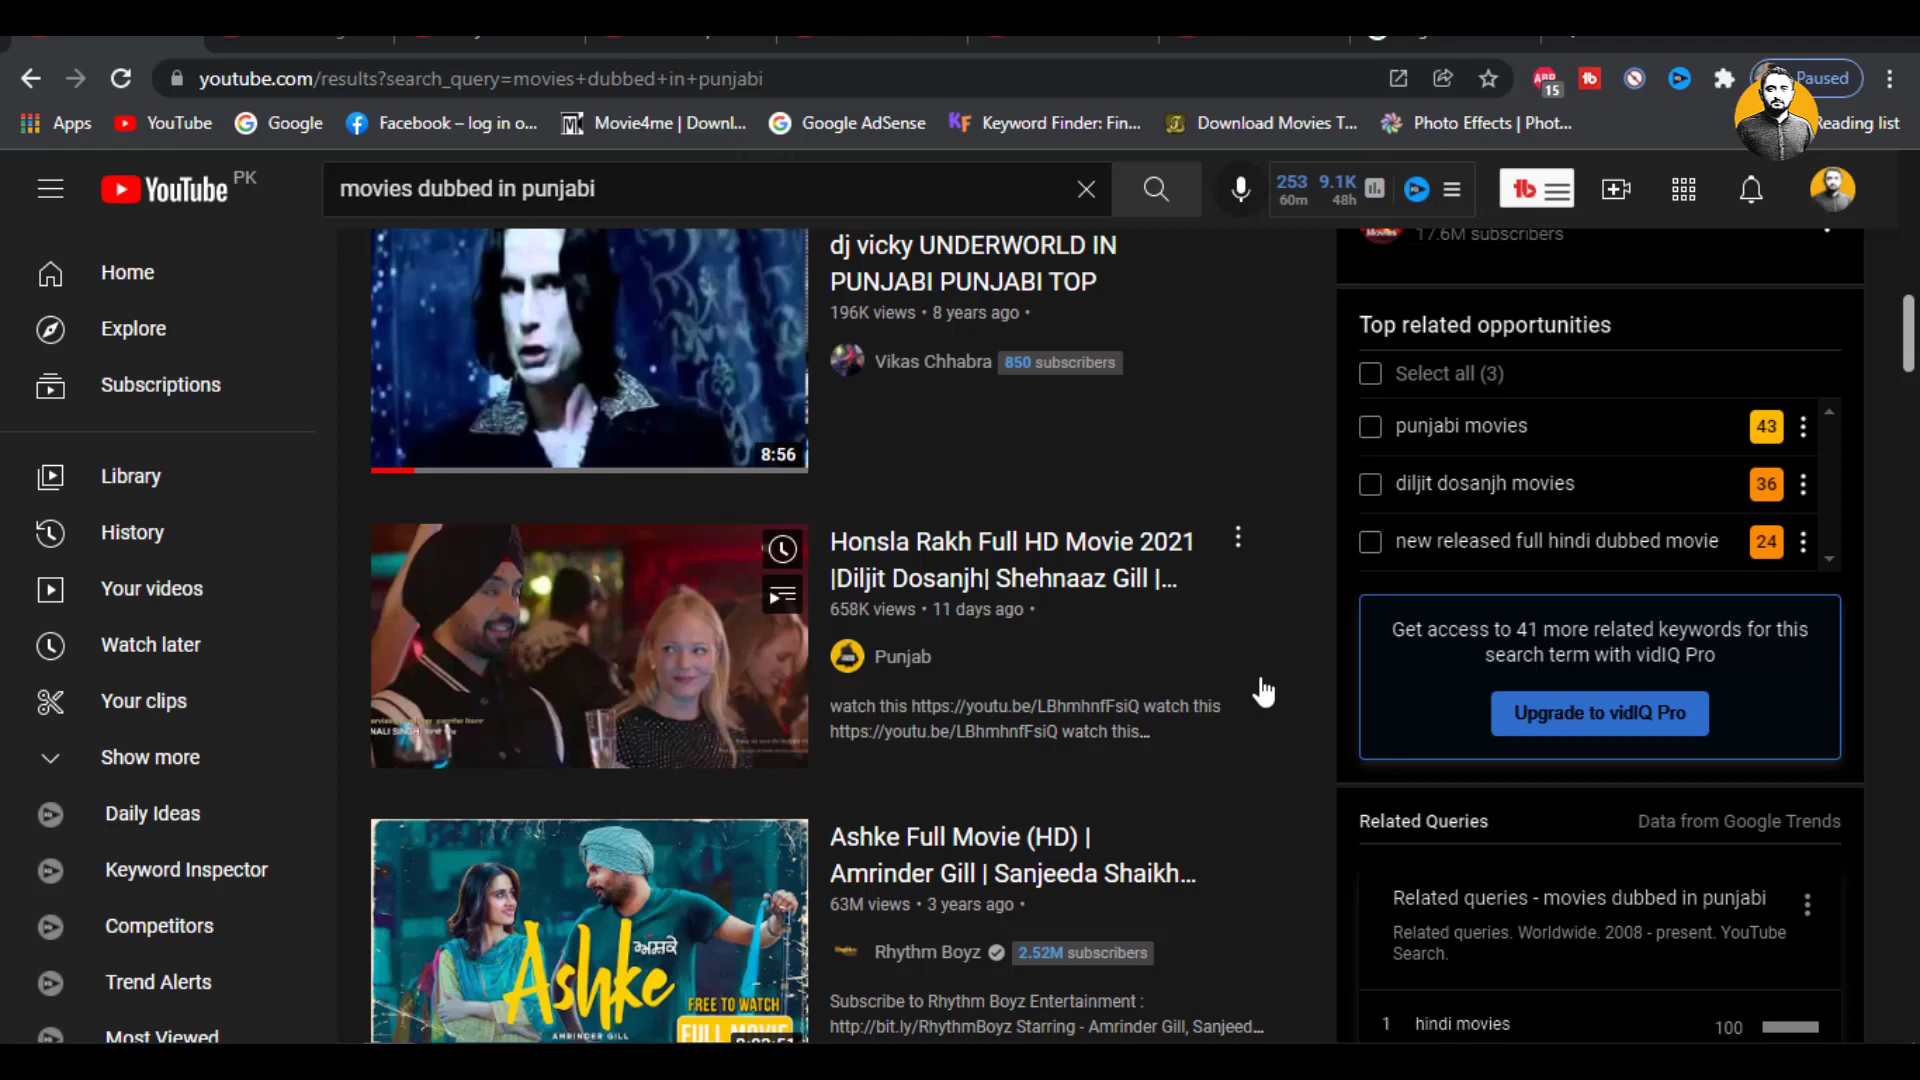 youtube.com/results?search_query=movies+dubbed+in+punjabi
15
Paused
Apps
YouTube
Google
Facebook – log in o...
Movie4me | Downl...
Google AdSense
Keyword Finder: Fin...
Download Movies T...
Photo Effects | Phot...
Reading list
YouTube PK
movies dubbed in punjabi
253 60m
9.1K 48h
Home
Explore
Subscriptions
Library
History
Your videos
Watch later
Your clips
Show more
Daily Ideas
Keyword Inspector
Competitors
Trend Alerts
Most Viewed
dj vicky UNDERWORLD IN
PUNJABI PUNJABI TOP
196K views • 8 years ago •
Vikas Chhabra 850 subscribers
8:56
Honsla Rakh Full HD Movie 2021
|Diljit Dosanjh| Shehnaaz Gill |...
658K views • 11 days ago •
Punjab
watch this https://youtu.be/LBhmhnfFsiQ watch this
https://youtu.be/LBhmhnfFsiQ watch this...
Ashke Full Movie (HD) |
Amrinder Gill | Sanjeeda Shaikh...
63M views • 3 years ago •
Rhythm Boyz 2.52M subscribers
Subscribe to Rhythm Boyz Entertainment :
http://bit.ly/RhythmBoyz Starring - Amrinder Gill, Sanjeed...
ਅਸ਼ਕੇ
Ashke
AMRINDER GILL
FREE TO WATCH
FULL MOVIE
17.6M subscribers
Top related opportunities
Select all (3)
punjabi movies 43
diljit dosanjh movies 36
new released full hindi dubbed movie 24
Get access to 41 more related keywords for this
search term with vidIQ Pro
Upgrade to vidIQ Pro
Related Queries
Data from Google Trends
Related queries - movies dubbed in punjabi
Related queries. Worldwide. 2008 - present. YouTube
Search.
1 hindi movies 100